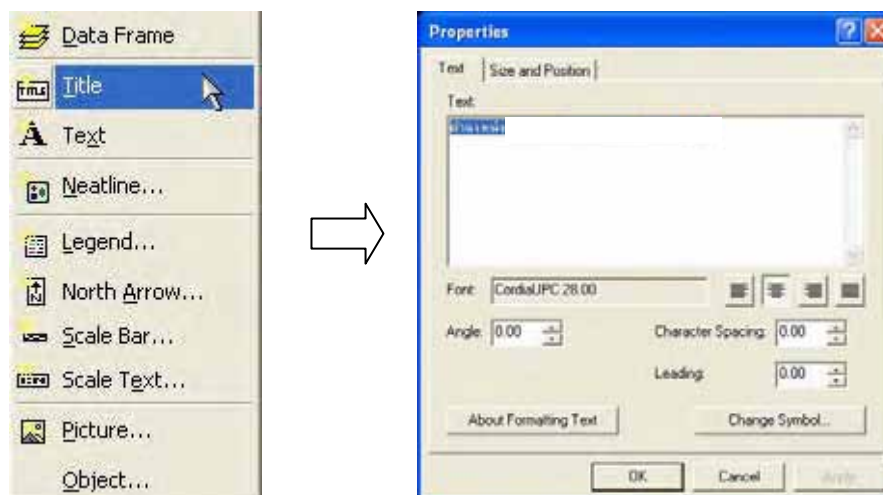 Data Frame
Title
Text
Neatline...
Legend...
North Arrow...
Scale Bar...
Scale Text...
Picture...
Object...
Properties
Text Size and Position
Text:
Font: CordiaUPC 28.00
Angle: 0.00 Character Spacing: 0.00
Leading: 0.00
About Formatting Text Change Symbol...
OK Cancel Apply